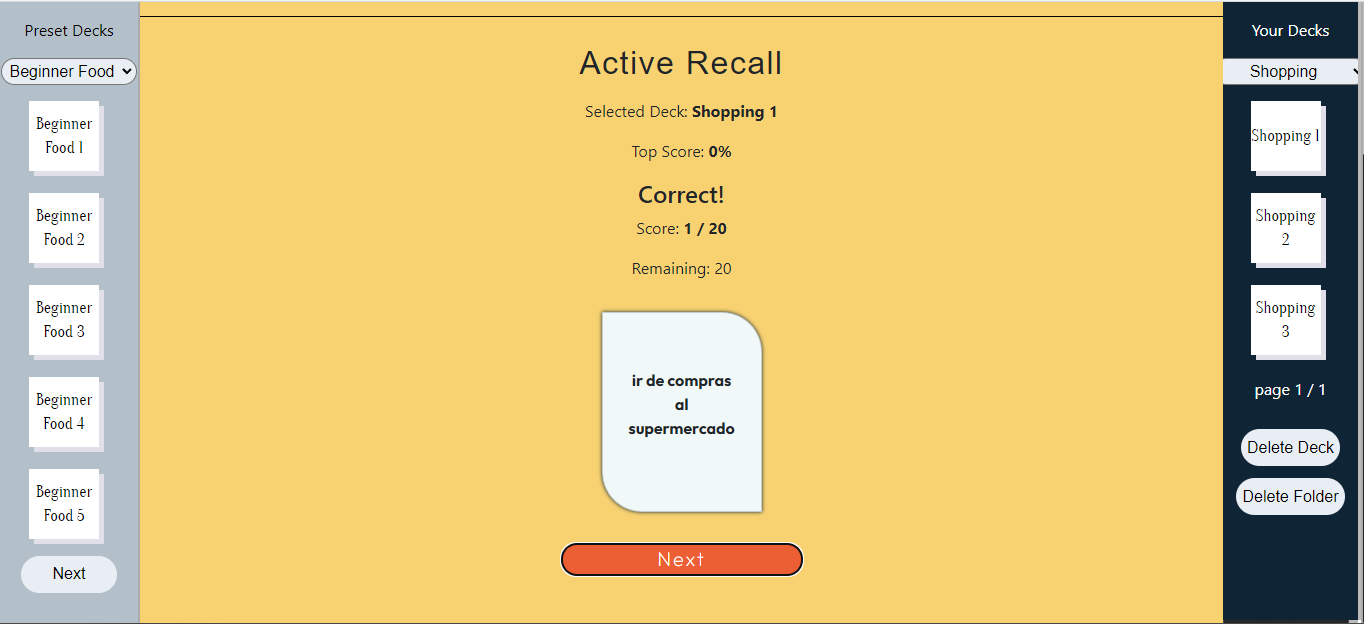 Preset Decks
Beginner Food
Beginner
Food 1
Beginner
Food 2
Beginner
Food 3
Beginner
Food 4
Beginner
Food 5
Next
Active Recall
Selected Deck: Shopping 1
Top Score: 0%
Correct!
Score: 1 / 20
Remaining: 20
ir de compras
al
supermercado
Next
Your Decks
Shopping
Shopping 1
Shopping
2
Shopping
3
page 1 / 1
Delete Deck
Delete Folder